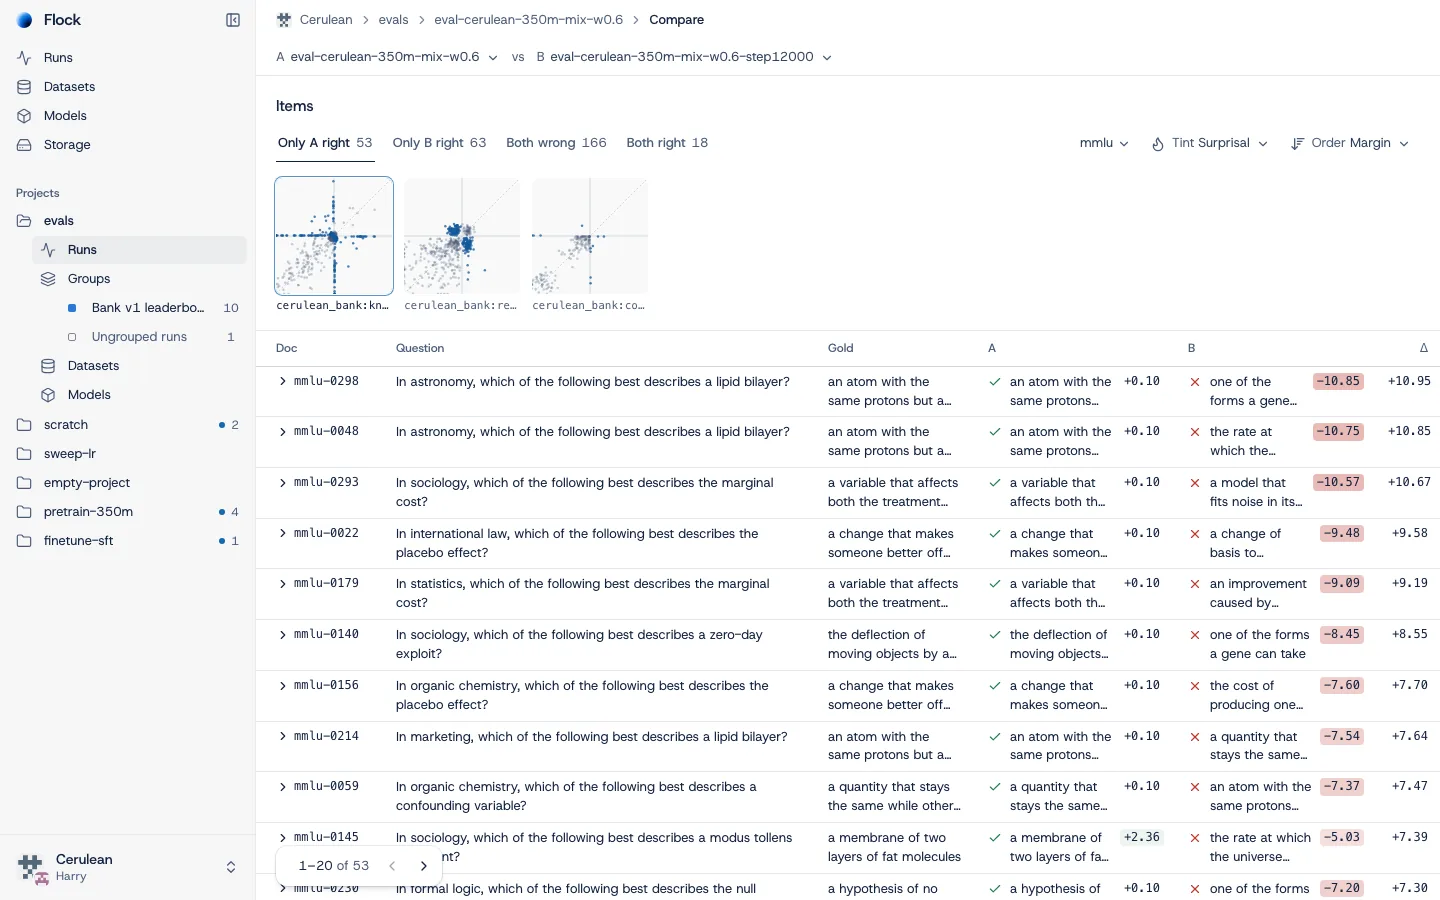 Flock
Runs
Datasets
Models
Storage
Projects
evals
Runs
Groups
Bank v1 leaderbo… 10
Ungrouped runs 1
Datasets
Models
scratch 2
sweep-lr
empty-project
pretrain-350m 4
finetune-sft 1
Cerulean
Harry
Cerulean > evals > eval-cerulean-350m-mix-w0.6 > Compare
A eval-cerulean-350m-mix-w0.6 vs B eval-cerulean-350m-mix-w0.6-step12000
Items
Only A right 53 Only B right 63 Both wrong 166 Both right 18
mmlu Tint Surprisal Order Margin
cerulean_bank:kn… cerulean_bank:re… cerulean_bank:co…
Doc Question Gold A B Δ
mmlu-0298 In astronomy, which of the following best describes a lipid bilayer? an atom with the an atom with the +0.10 one of the -10.85 +10.95
same protons but a… same protons… forms a gene…
mmlu-0048 In astronomy, which of the following best describes a lipid bilayer? an atom with the an atom with the +0.10 the rate at -10.75 +10.85
same protons but a… same protons… which the…
mmlu-0293 In sociology, which of the following best describes the marginal a variable that affects a variable that +0.10 a model that -10.57 +10.67
cost? both the treatment… affects both th… fits noise in its…
mmlu-0022 In international law, which of the following best describes the a change that makes a change that +0.10 a change of -9.48 +9.58
placebo effect? someone better off… makes someon… basis to…
mmlu-0179 In statistics, which of the following best describes the marginal a variable that affects a variable that +0.10 an improvement -9.09 +9.19
cost? both the treatment… affects both th… caused by…
mmlu-0140 In sociology, which of the following best describes a zero-day the deflection of the deflection of +0.10 one of the forms -8.45 +8.55
exploit? moving objects by a… moving objects… a gene can take
mmlu-0156 In organic chemistry, which of the following best describes the a change that makes a change that +0.10 the cost of -7.60 +7.70
placebo effect? someone better off… makes someon… producing one…
mmlu-0214 In marketing, which of the following best describes a lipid bilayer? an atom with the an atom with the +0.10 a quantity that -7.54 +7.64
same protons but a… same protons… stays the same…
mmlu-0059 In organic chemistry, which of the following best describes a a quantity that stays a quantity that +0.10 an atom with the -7.37 +7.47
confounding variable? the same while other… stays the same… same protons…
mmlu-0145 In sociology, which of the following best describes a modus tollens a membrane of two a membrane of +2.36 the rate at which -5.03 +7.39
nt? layers of fat molecules two layers of fa… the universe…
mmlu-0230 In formal logic, which of the following best describes the null a hypothesis of no a hypothesis of +0.10 one of the forms -7.20 +7.30
1–20 of 53